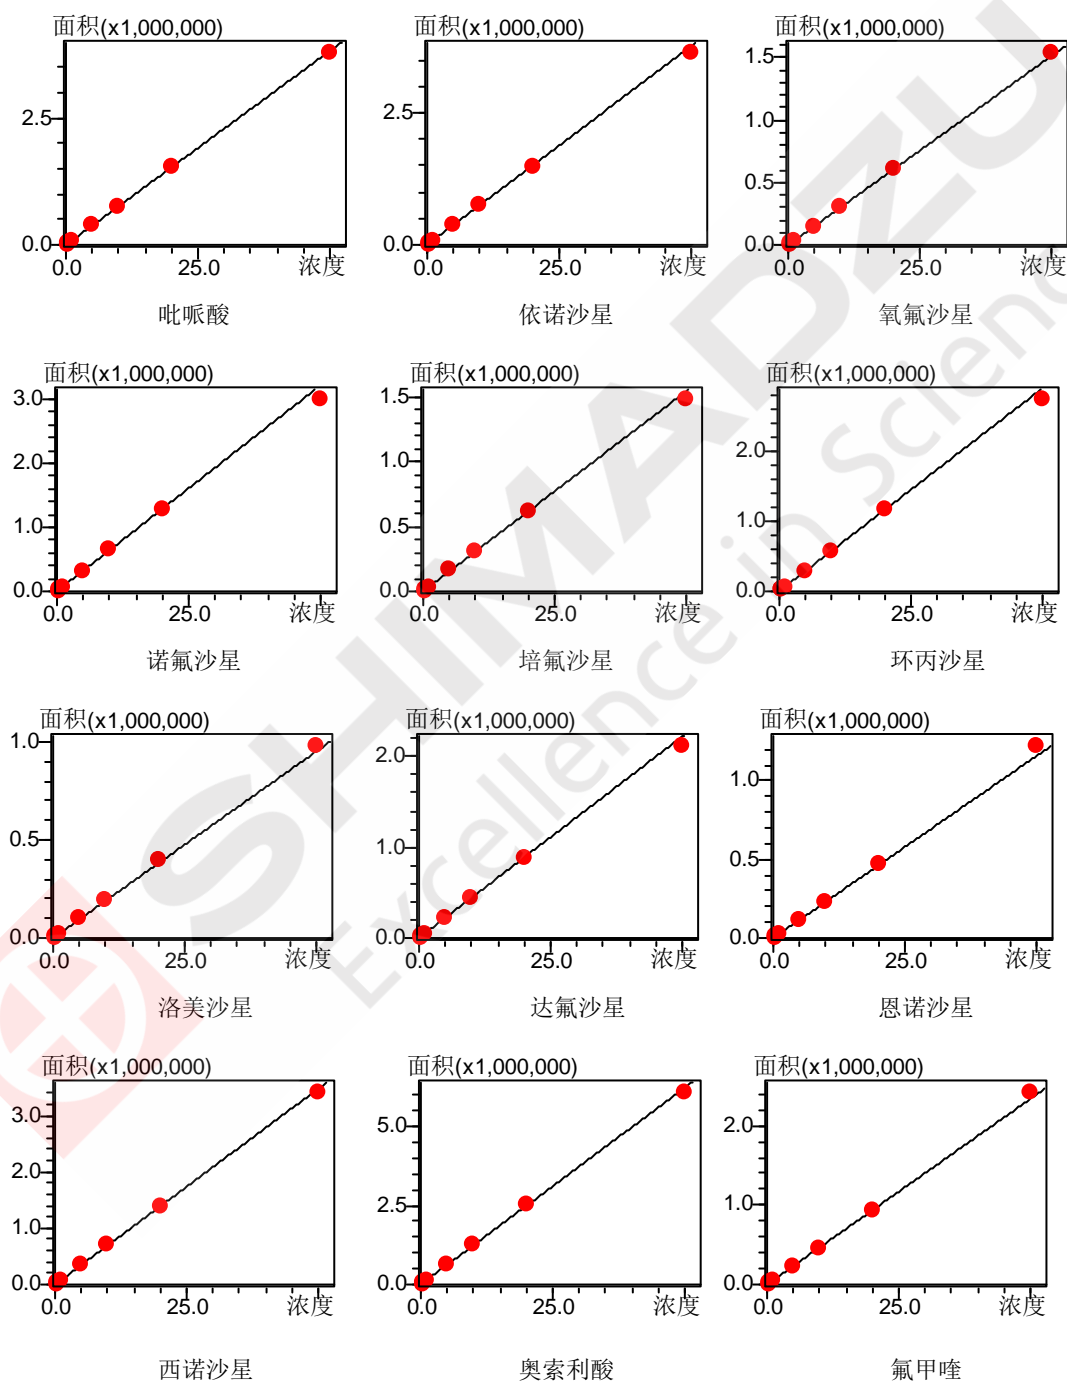 面积(x1,000,000) 面积(x1,000,000) 面积(x1,000,000)
2.5 2.5 1.5
1.0
0.5
0.0 0.0 0.0
0.0 25.0 浓度 0.0 25.0 浓度 0.0 25.0 浓度
吡哌酸 依诺沙星 氧氟沙星
面积(x1,000,000) 面积(x1,000,000) 面积(x1,000,000)
3.0 1.5
2.0 1.0 2.0
1.0 0.5 1.0
0.0 0.0 0.0
0.0 25.0 浓度 0.0 25.0 浓度 0.0 25.0 浓度
诺氟沙星 培氟沙星 环丙沙星
面积(x1,000,000) 面积(x1,000,000) 面积(x1,000,000)
1.0 2.0 1.0
0.5 1.0 0.5
0.0 0.0 0.0
0.0 25.0 浓度 0.0 25.0 浓度 0.0 25.0 浓度
洛美沙星 达氟沙星 恩诺沙星
面积(x1,000,000) 面积(x1,000,000) 面积(x1,000,000)
3.0 5.0 2.0
2.0 2.5 1.0
1.0
0.0 0.0 0.0
0.0 25.0 浓度 0.0 25.0 浓度 0.0 25.0 浓度
西诺沙星 奥索利酸 氟甲喹
SHIMADZU
Excellence in Science